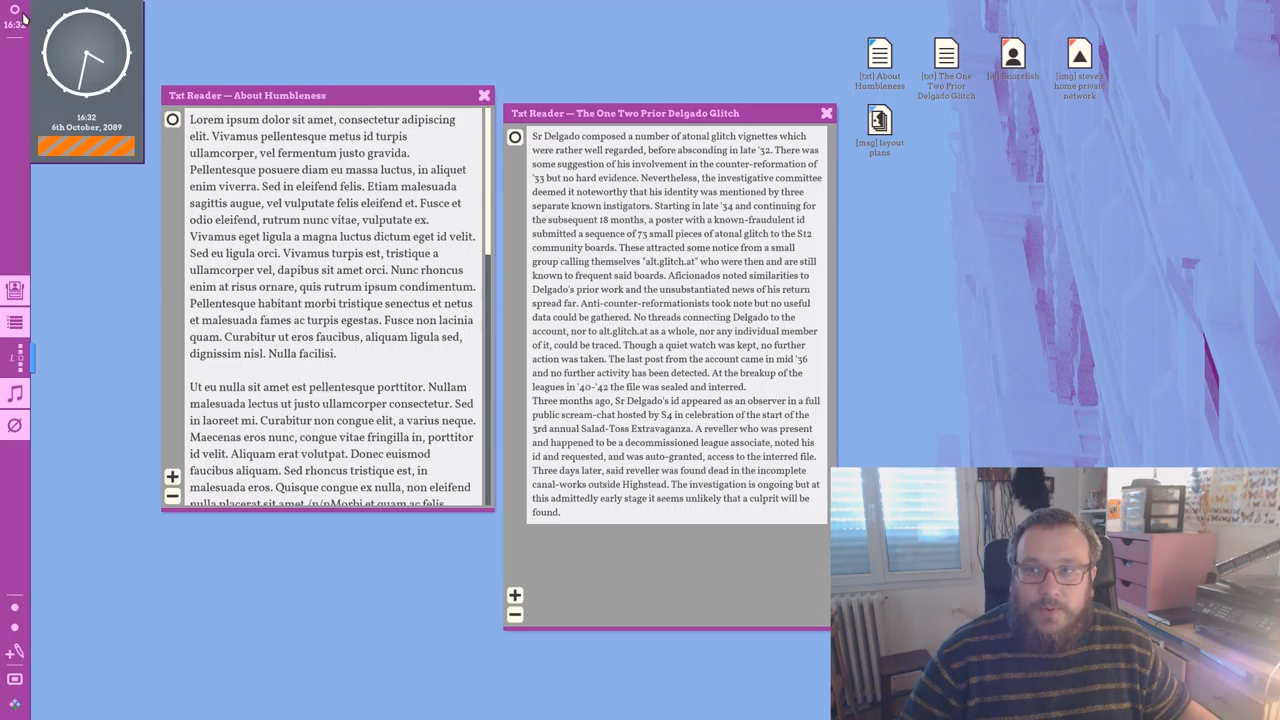 16:32
16:32
6th October, 2089
Txt Reader — About Humbleness
Lorem ipsum dolor sit amet, consectetur adipiscing
elit. Vivamus pellentesque metus id turpis
ullamcorper, vel fermentum justo gravida.
Pellentesque posuere diam eu massa luctus, in aliquet
enim viverra. Sed in eleifend felis. Etiam malesuada
sagittis augue, vel vulputate felis eleifend et. Fusce et
odio eleifend, rutrum nunc vitae, vulputate ex.
Vivamus eget ligula a magna luctus dictum eget id velit.
Sed eu ligula orci. Vivamus turpis est, tristique a
ullamcorper vel, dapibus sit amet orci. Nunc rhoncus
enim at risus ornare, quis rutrum ipsum condimentum.
Pellentesque habitant morbi tristique senectus et netus
et malesuada fames ac turpis egestas. Fusce non lacinia
quam. Curabitur ut eros faucibus, aliquam ligula sed,
dignissim nisl. Nulla facilisi.
Ut eu nulla sit amet est pellentesque porttitor. Nullam
malesuada lectus ut justo ullamcorper consectetur. Sed
in laoreet mi. Curabitur non congue elit, a varius neque.
Maecenas eros nunc, congue vitae fringilla in, porttitor
id velit. Aliquam erat volutpat. Donec euismod
faucibus aliquam. Sed rhoncus tristique est, in
malesuada eros. Quisque congue ex nulla, non eleifend
nulla placerat sit amet./n/nMorbi et quam ac felis
Txt Reader — The One Two Prior Delgado Glitch
Sr Delgado composed a number of atonal glitch vignettes which
were rather well regarded, before absconding in late '32. There was
some suggestion of his involvement in the counter-reformation of
'33 but no hard evidence. Nevertheless, the investigative committee
deemed it noteworthy that his identity was mentioned by three
separate known instigators. Starting in late '34 and continuing for
the subsequent 18 months, a poster with a known-fraudulent id
submitted a sequence of 73 small pieces of atonal glitch to the S12
community boards. These attracted some notice from a small
group calling themselves "alt.glitch.at" who were then and are still
known to frequent said boards. Aficionados noted similarities to
Delgado's prior work and the unsubstantiated news of his return
spread far. Anti-counter-reformationists took note but no useful
data could be gathered. No threads connecting Delgado to the
account, nor to alt.glitch.at as a whole, nor any individual member
of it, could be traced. Though a quiet watch was kept, no further
action was taken. The last post from the account came in mid '36
and no further activity has been detected. At the breakup of the
leagues in '40-'42 the file was sealed and interred.
Three months ago, Sr Delgado's id appeared as an observer in a full
public scream-chat hosted by S4 in celebration of the start of the
3rd annual Salad-Toss Extravaganza. A reveller who was present
and happened to be a decommissioned league associate, noted his
id and requested, and was auto-granted, access to the interred file.
Three days later, said reveller was found dead in the incomplete
canal-works outside Highstead. The investigation is ongoing but at
this admittedly early stage it seems unlikely that a culprit will be
found.
[txt] About
Humbleness
[txt] The One
Two Prior
Delgado Glitch
Snorefish
[img] steve's
home private
network
[msg] layout
plans